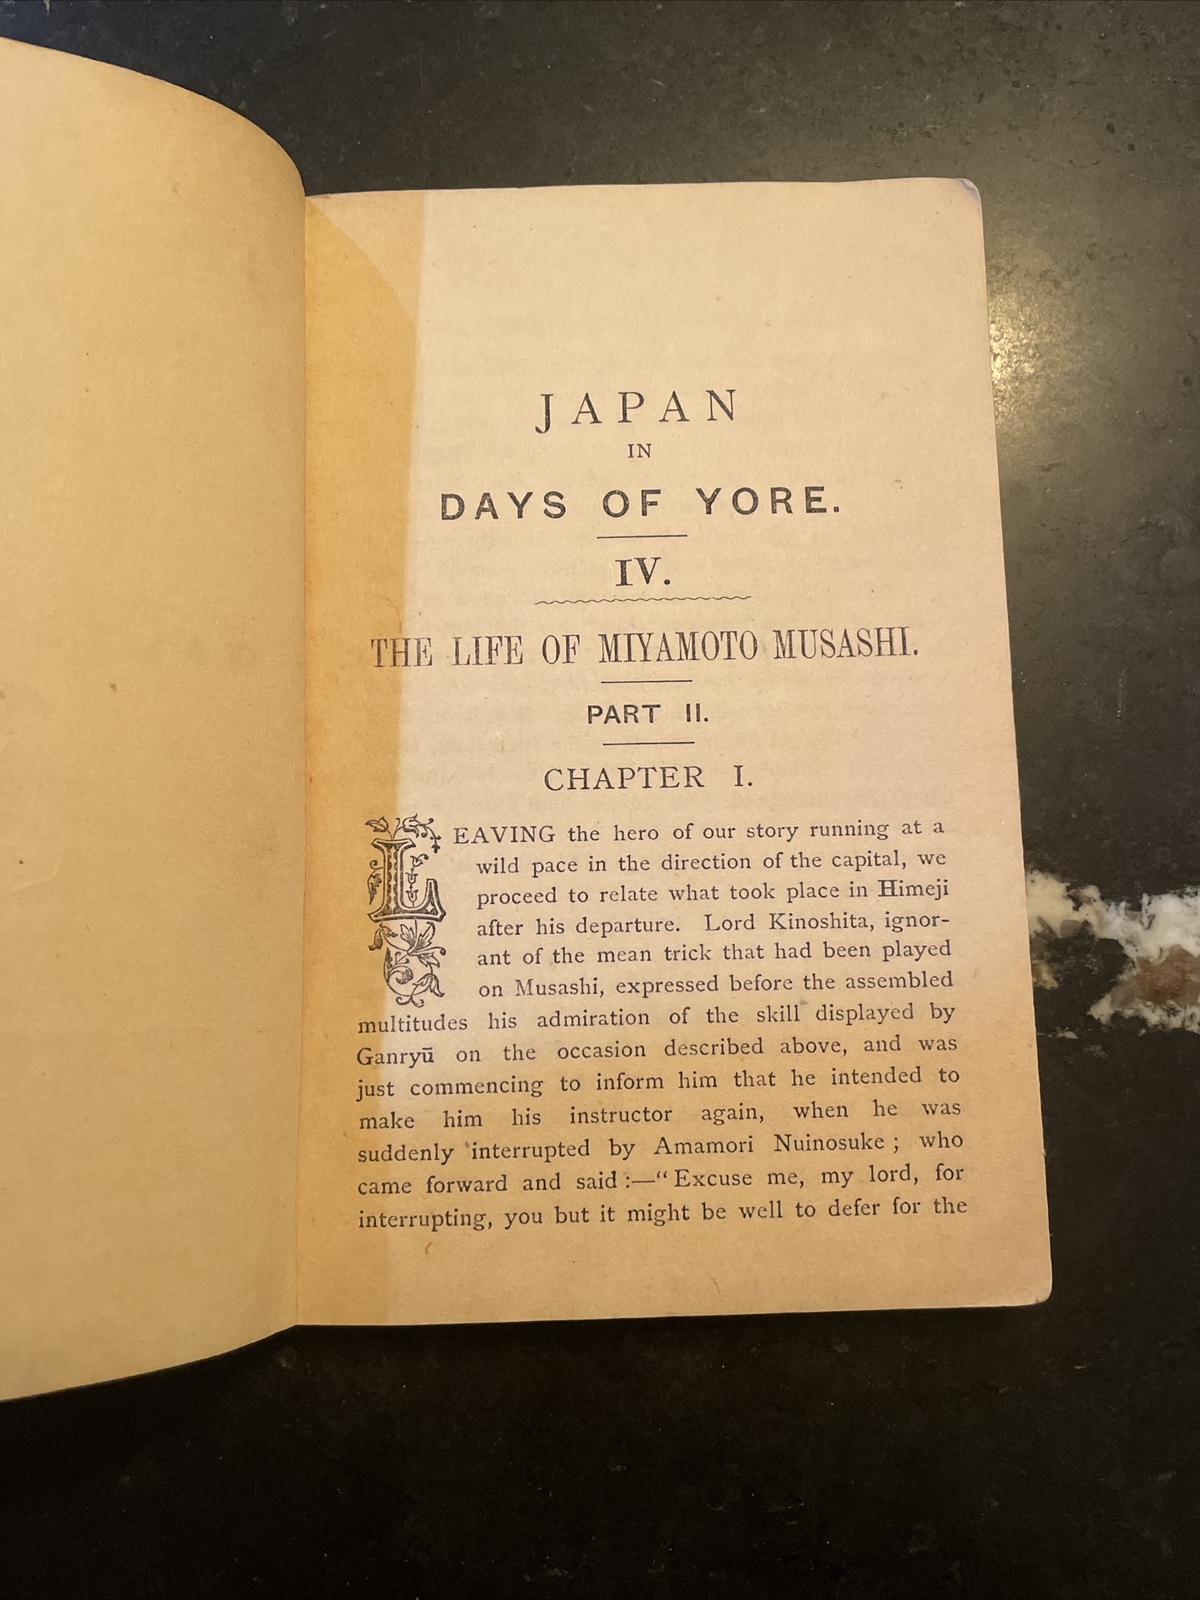 JAPAN
IN
DAYS OF YORE.
IV.
THE LIFE OF MIYAMOTO MUSASHI.
PART II.
CHAPTER I.
LEAVING the hero of our story running at a
wild pace in the direction of the capital, we
proceed to relate what took place in Himeji
after his departure. Lord Kinoshita, ignor-
ant of the mean trick that had been played
on Musashi, expressed before the assembled
multitudes his admiration of the skill displayed by
Ganryū on the occasion described above, and was
just commencing to inform him that he intended to
make him his instructor again, when he was
suddenly interrupted by Amamori Nuinosuke ; who
came forward and said :—“ Excuse me, my lord, for
interrupting, you but it might be well to defer for the